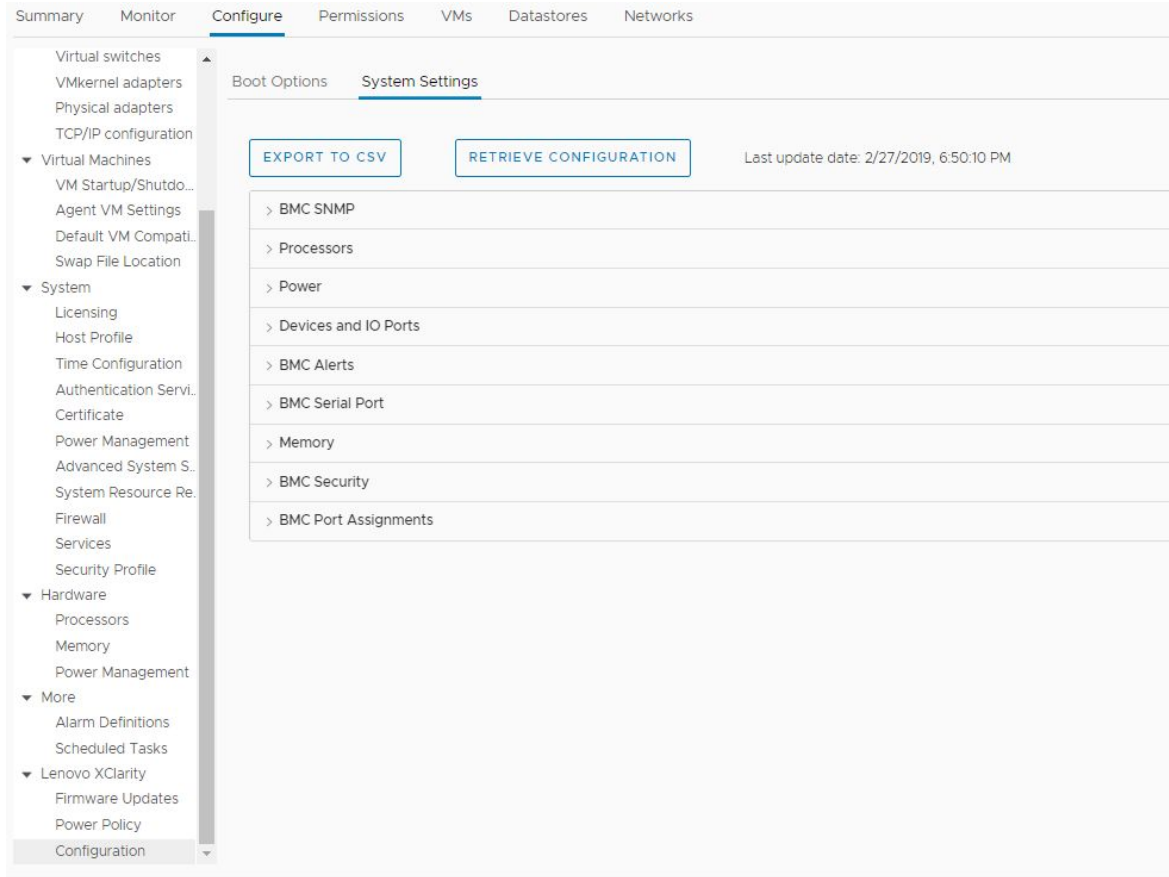 Summary Monitor Configure Permissions VMs Datastores Networks
Virtual switches
VMkernel adapters
Physical adapters
TCP/IP configuration
Virtual Machines
VM Startup/Shutdo...
Agent VM Settings
Default VM Compati..
Swap File Location
System
Licensing
Host Profile
Time Configuration
Authentication Servi..
Certificate
Power Management
Advanced System S..
System Resource Re.
Firewall
Services
Security Profile
Hardware
Processors
Memory
Power Management
More
Alarm Definitions
Scheduled Tasks
Lenovo XClarity
Firmware Updates
Power Policy
Configuration
Boot Options System Settings
EXPORT TO CSV RETRIEVE CONFIGURATION Last update date: 2/27/2019, 6:50:10 PM
BMC SNMP
Processors
Power
Devices and IO Ports
BMC Alerts
BMC Serial Port
Memory
BMC Security
BMC Port Assignments